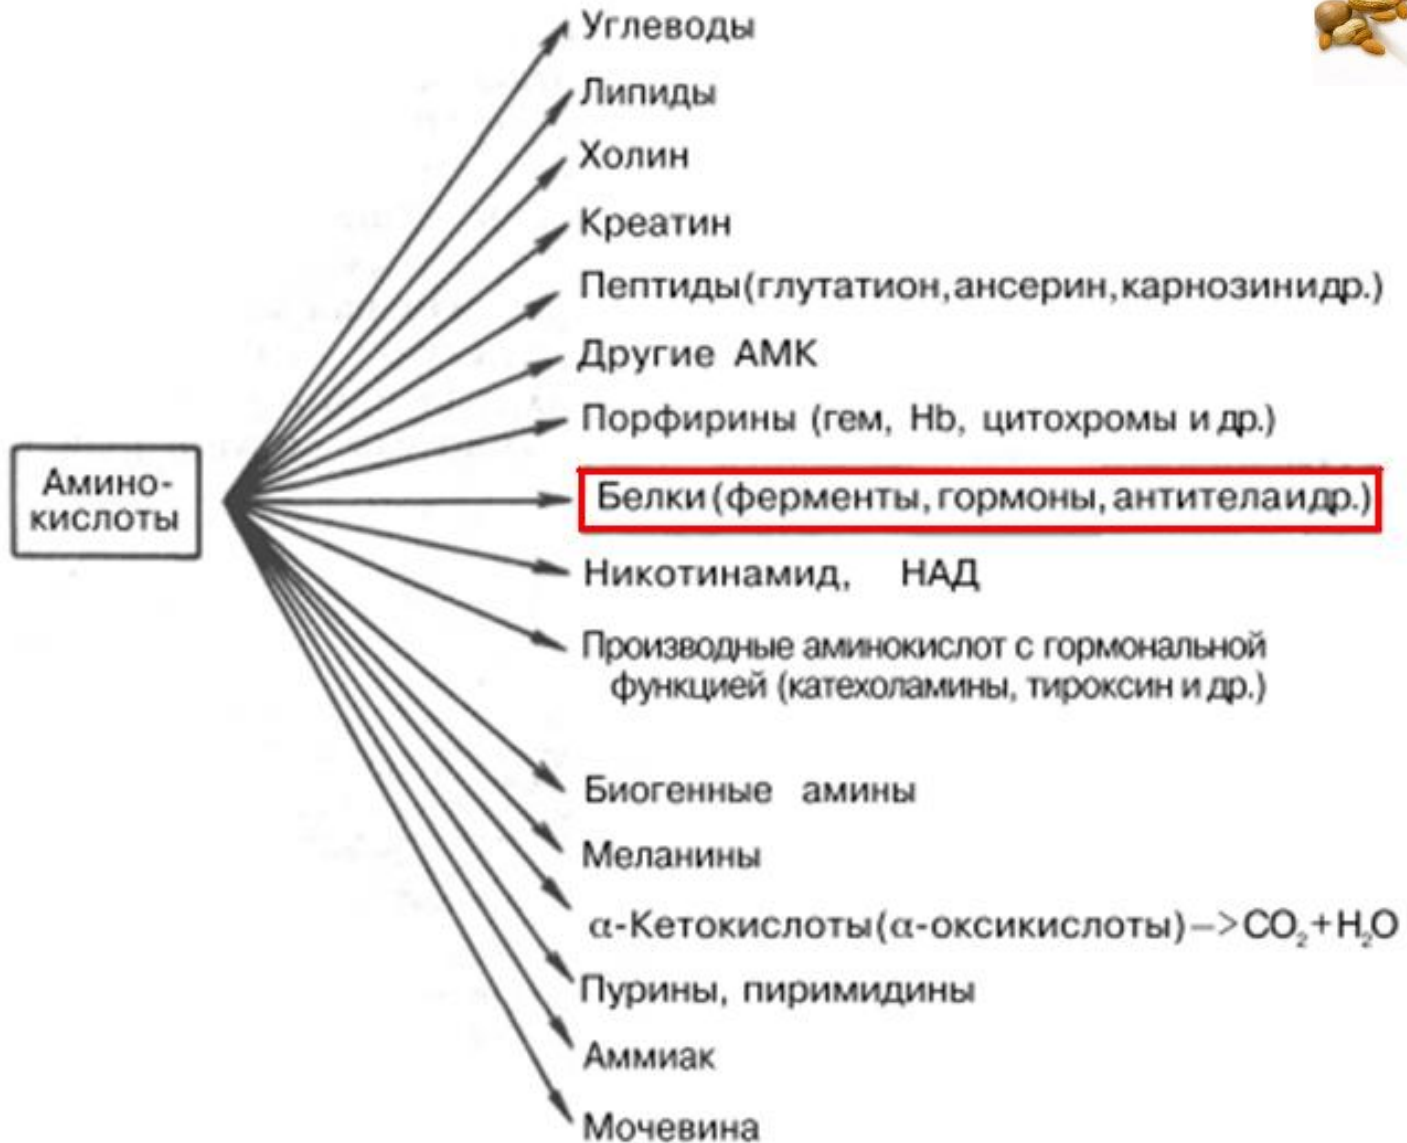 Углеводы
Липиды
Холин
Креатин
Пептиды(глутатион,ансерин,карнозинидр.)
Другие АМК
Порфирины (гем, Hb, цитохромы и др.)
Амино-
кислоты
Белки(ферменты,гормоны,антителаидр.)
Никотинамид, НАД
Производные аминокислот с гормональной
функцией (катехоламины, тироксин и др.)
Биогенные амины
Меланины
α-Кетокислоты(α-оксикислоты)—>CO₂+H₂O
Пурины, пиримидины
Аммиак
Мочевина